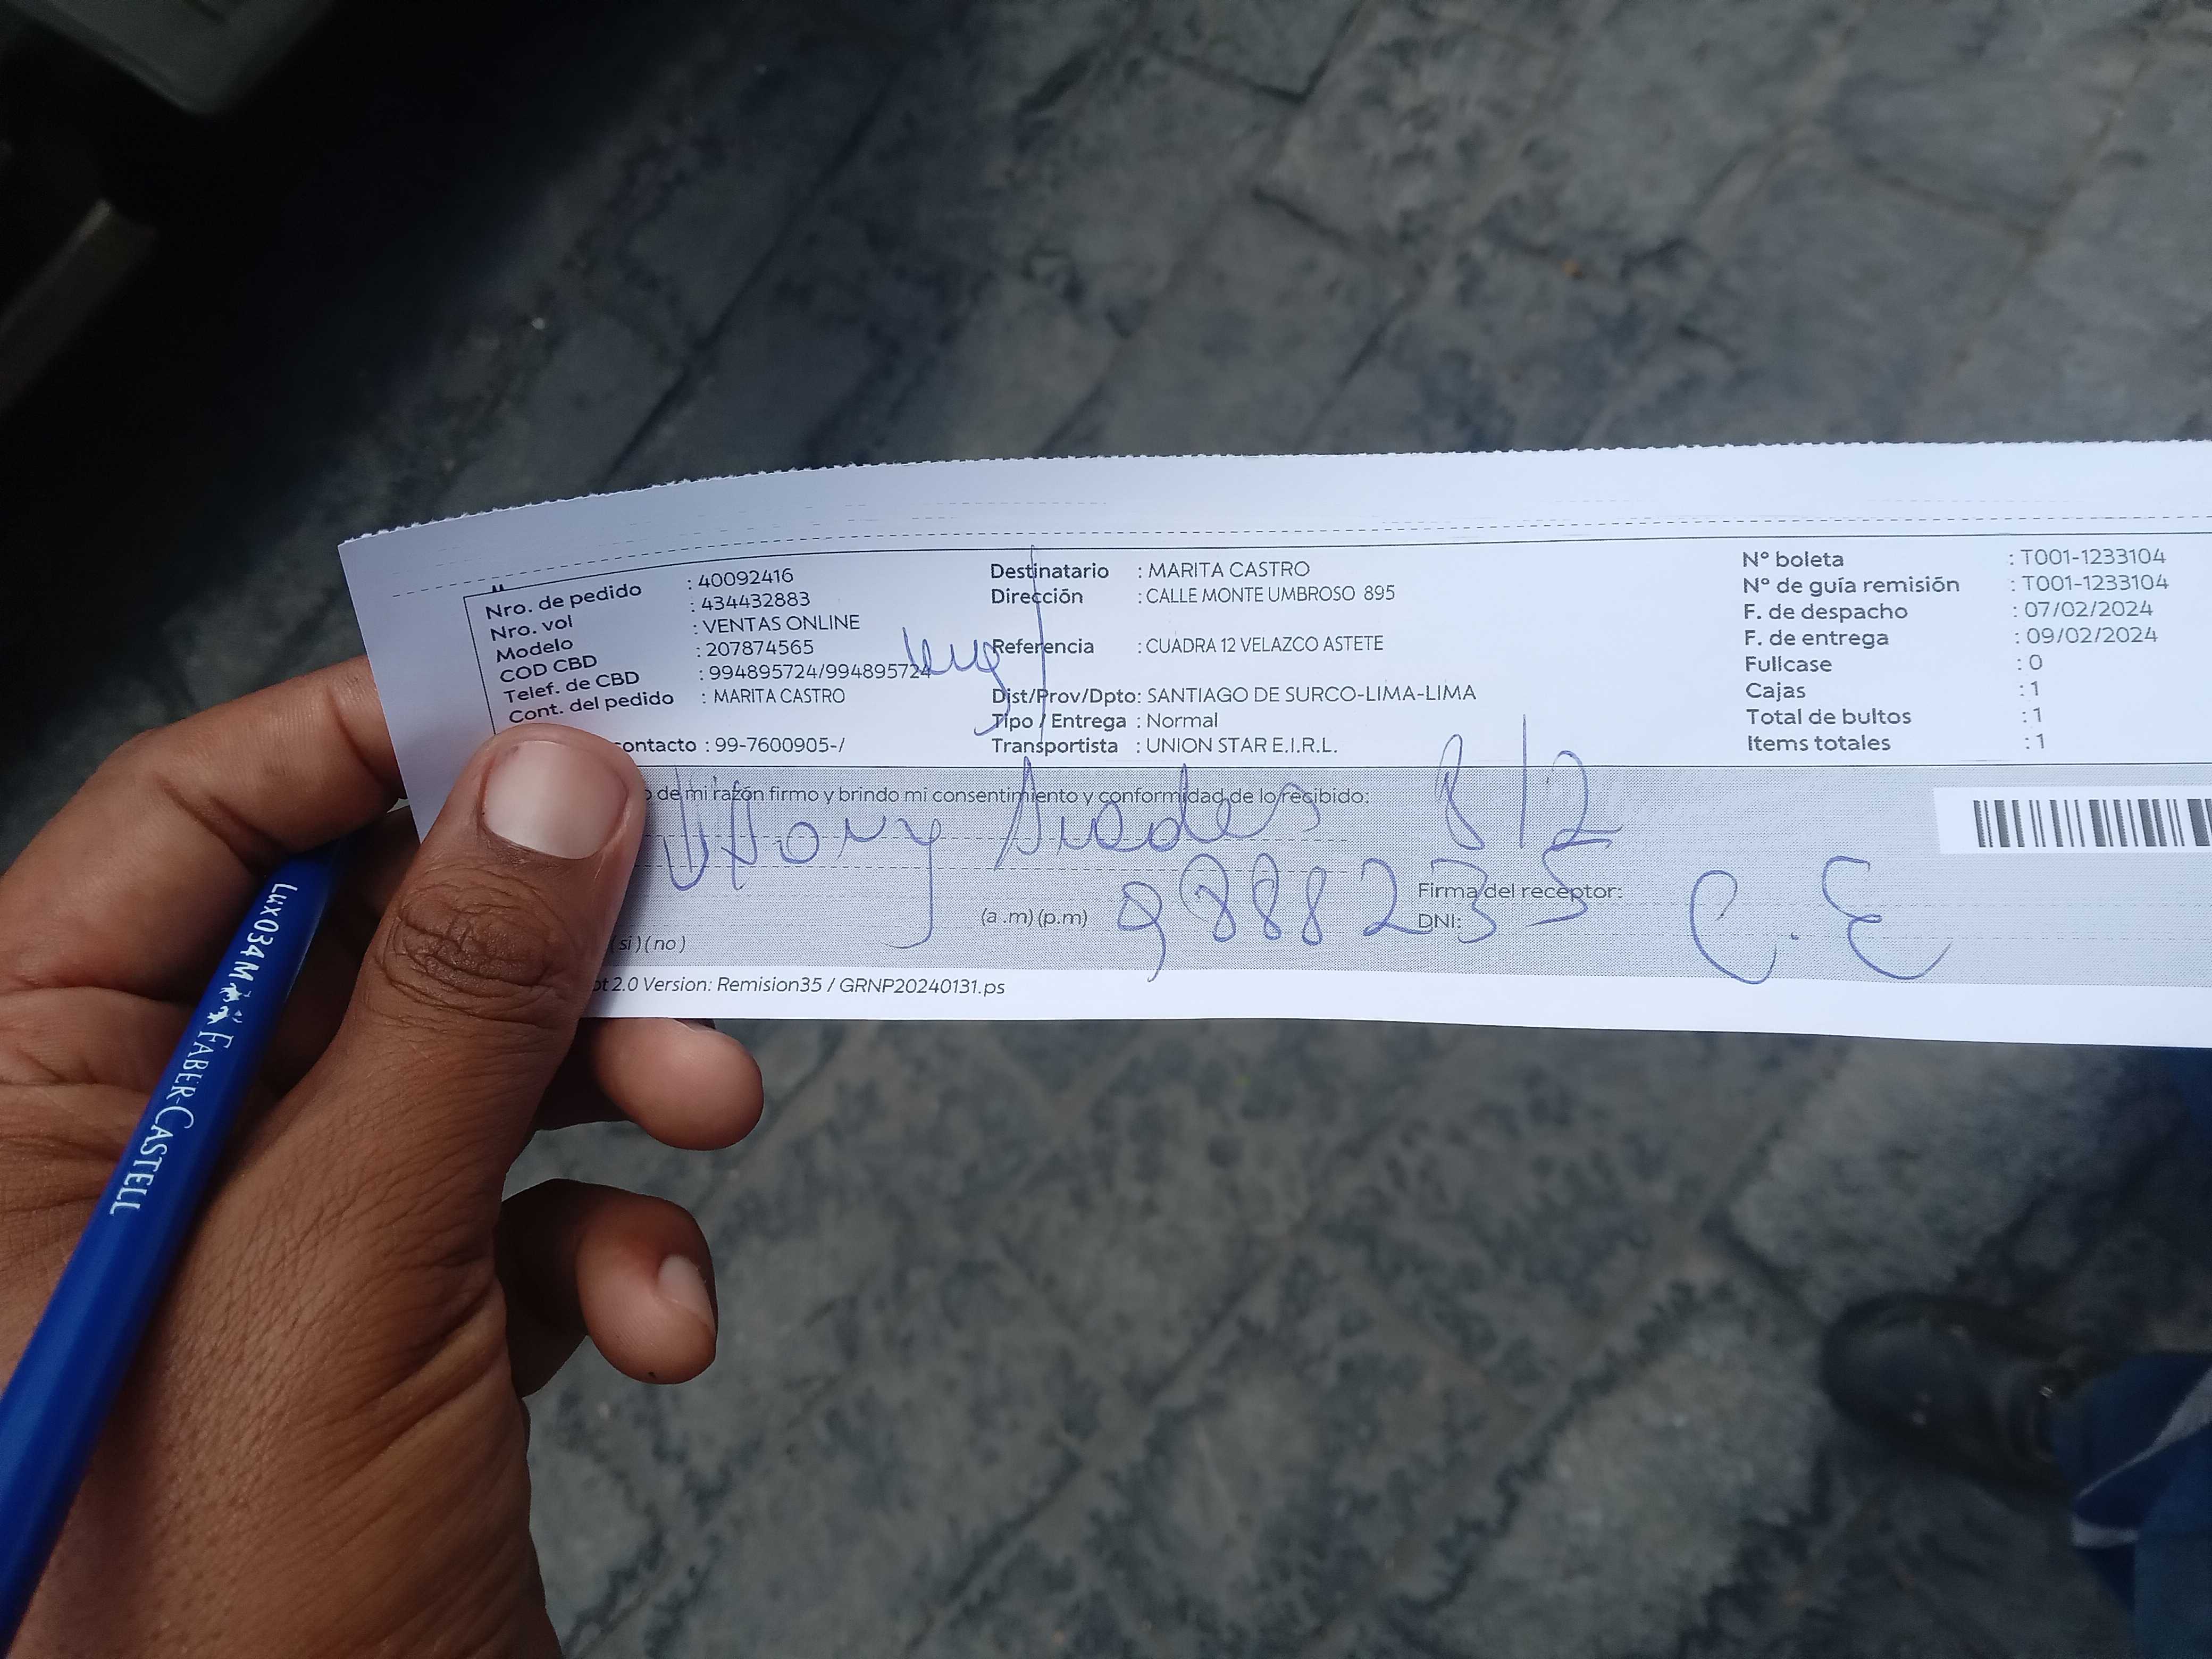 Nro. de pedido : 40092416
Nro. vol : 434432883
Modelo : VENTAS ONLINE
COD CBD : 207874565
Telef. de CBD : 994895724/994895724
Cont. del pedido : MARITA CASTRO
contacto : 99-7600905-/
Destinatario : MARITA CASTRO
Dirección : CALLE MONTE UMBROSO 895
Referencia : CUADRA 12 VELAZCO ASTETE
Dist/Prov/Dpto: SANTIAGO DE SURCO-LIMA-LIMA
Tipo / Entrega : Normal
Transportista : UNION STAR E.I.R.L.
N° boleta : T001-1233104
N° de guía remisión : T001-1233104
F. de despacho : 07/02/2024
F. de entrega : 09/02/2024
Fullcase : 0
Cajas : 1
Total de bultos : 1
Items totales : 1
de mi razón firmo y brindo mi consentimiento y conformidad de lo recibido:
8/2
9888235 C.E
Firma del receptor:
(a .m) (p.m)
DNI:
( si ) ( no )
2.0 Version: Remision35 / GRNP20240131.ps
LUX034M FABER-CASTELL